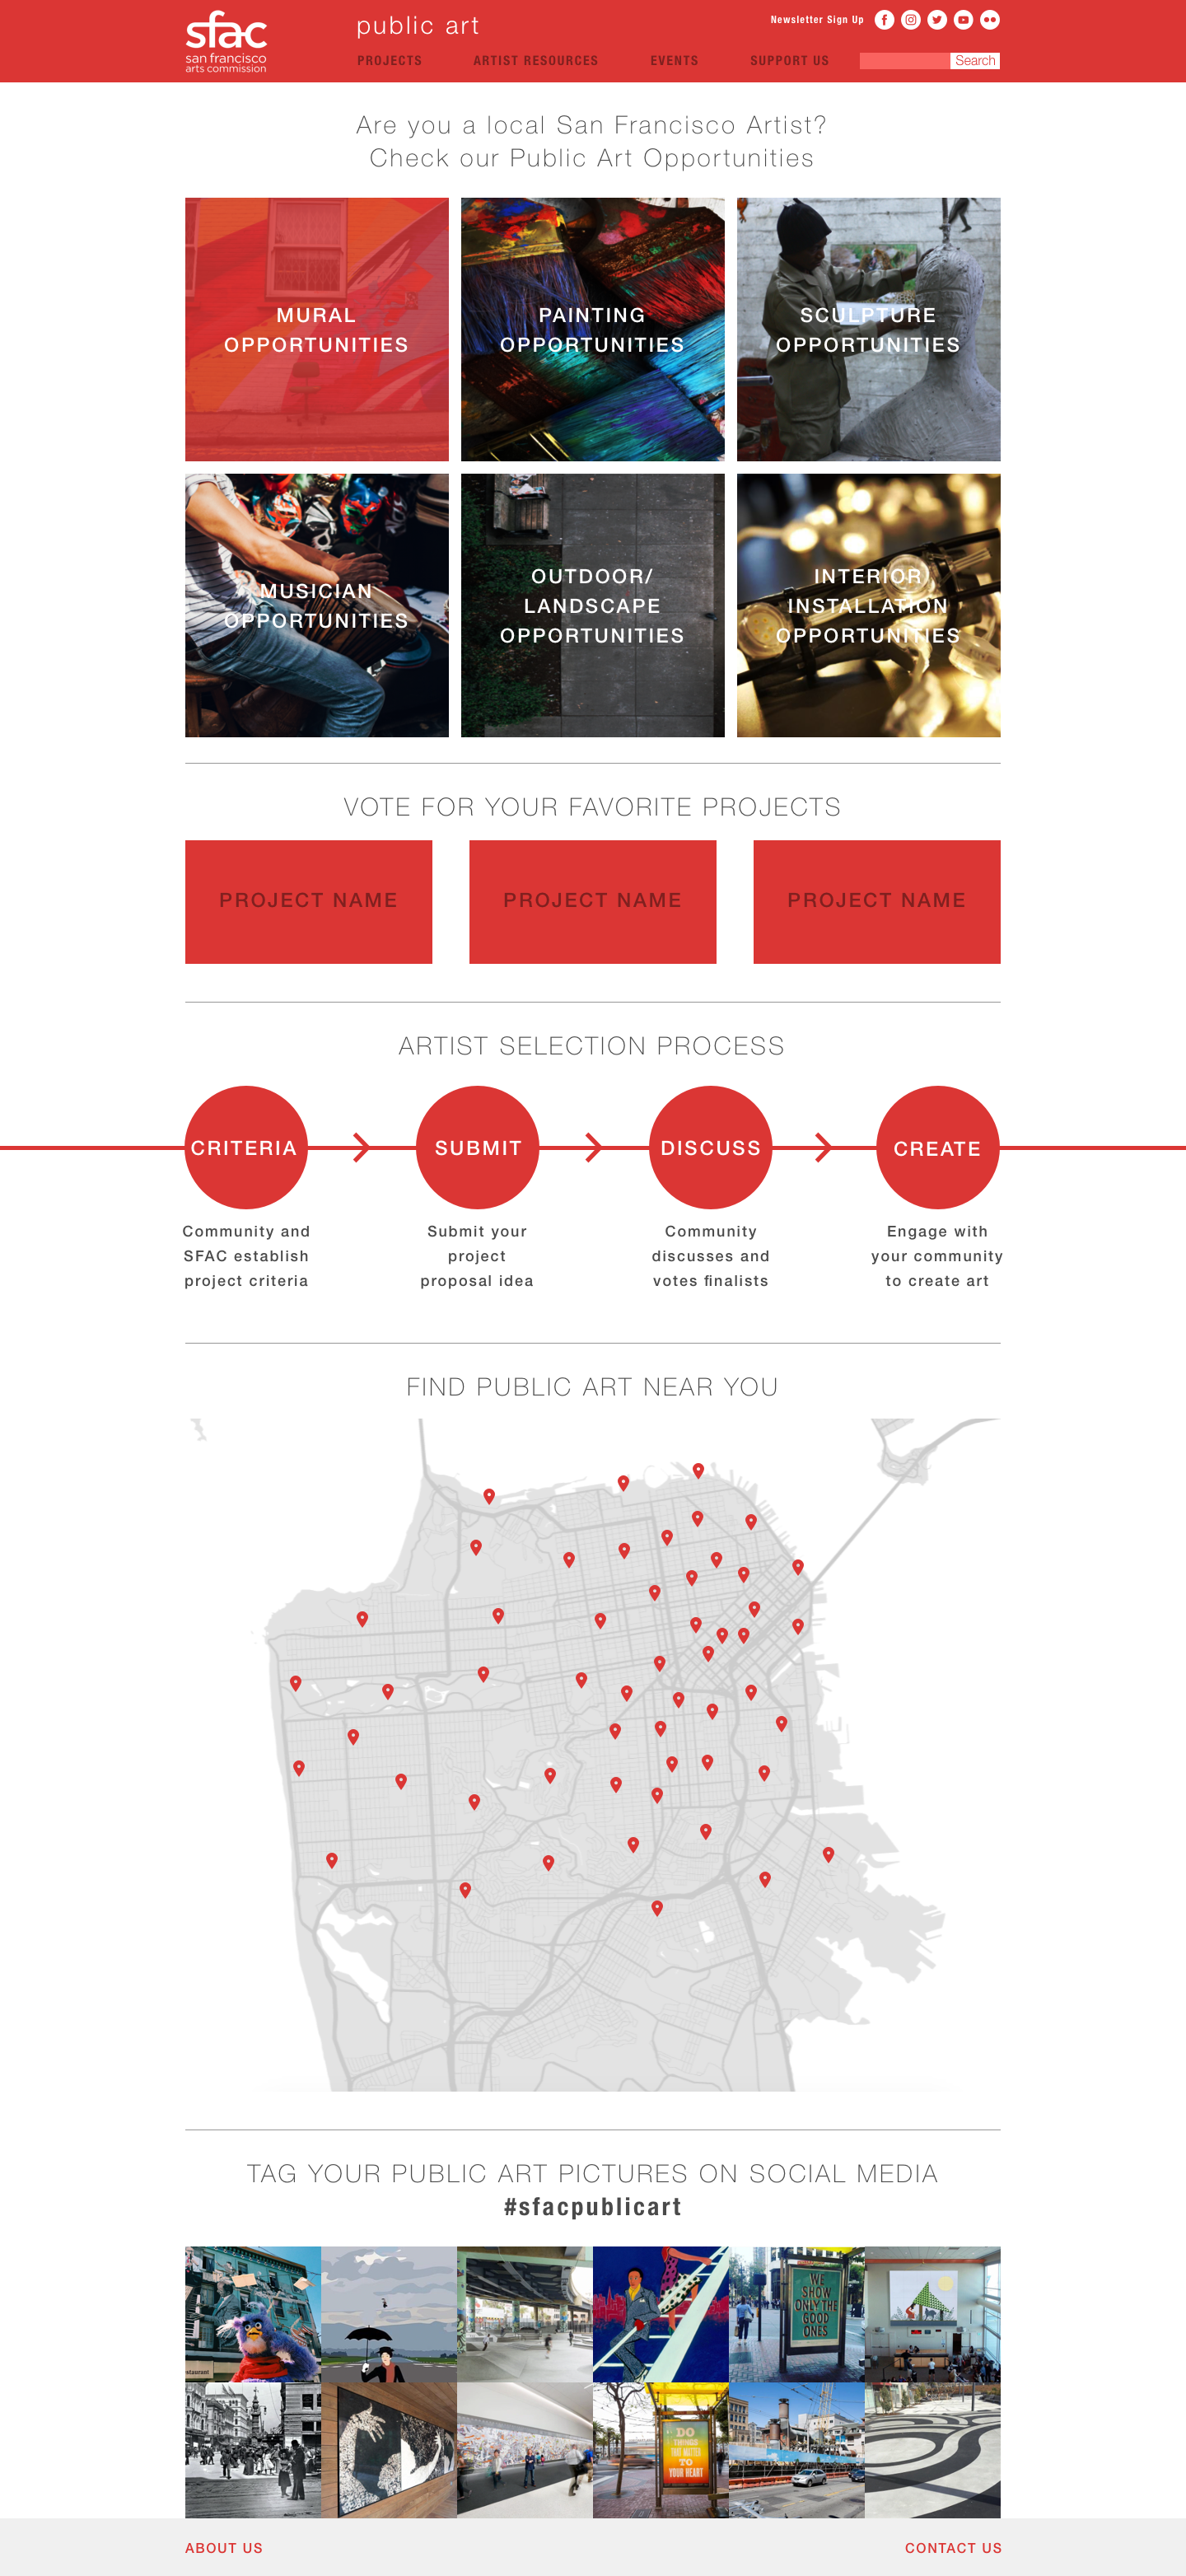 sfac
san francisco
arts commission
public art
Newsletter Sign Up
PROJECTS
ARTIST RESOURCES
EVENTS
SUPPORT US
Search
Are you a local San Francisco Artist?
Check our Public Art Opportunities
MURAL
OPPORTUNITIES
PAINTING
OPPORTUNITIES
SCULPTURE
OPPORTUNITIES
MUSICIAN
OPPORTUNITIES
OUTDOOR/
LANDSCAPE
OPPORTUNITIES
INTERIOR/
INSTALLATION
OPPORTUNITIES
VOTE FOR YOUR FAVORITE PROJECTS
PROJECT NAME
PROJECT NAME
PROJECT NAME
ARTIST SELECTION PROCESS
CRITERIA
SUBMIT
DISCUSS
CREATE
Community and
SFAC establish
project criteria
Submit your
project
proposal idea
Community
discusses and
votes finalists
Engage with
your community
to create art
FIND PUBLIC ART NEAR YOU
TAG YOUR PUBLIC ART PICTURES ON SOCIAL MEDIA
#sfacpublicart
WE
SHOW
ONLY THE
GOOD
ONES
DO
THINGS
THAT MATTER
TO
YOUR HEART
ABOUT US
CONTACT US